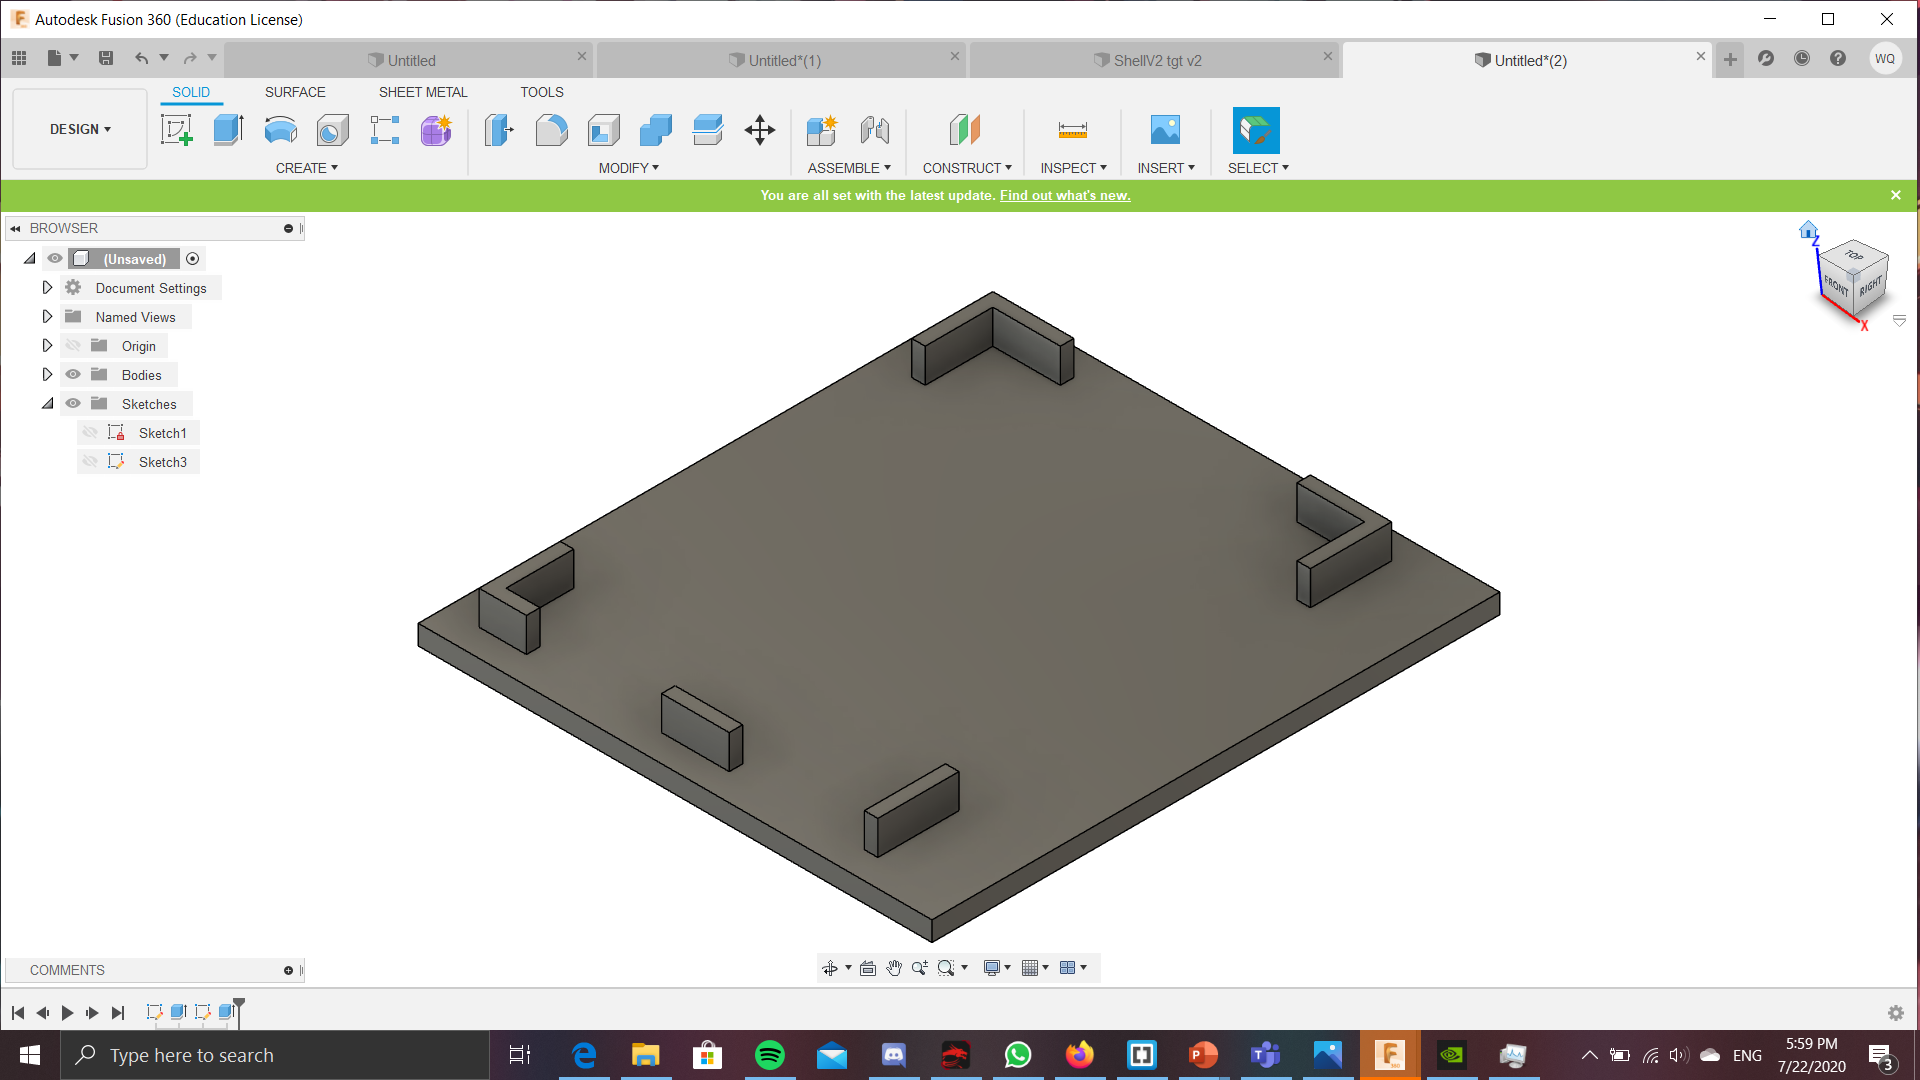 Autodesk Fusion 360 (Education License)
Untitled
Untitled*(1)
ShellV2 tgt v2
Untitled*(2)
WQ
DESIGN
SOLID
SURFACE
SHEET METAL
TOOLS
CREATE
MODIFY
ASSEMBLE
CONSTRUCT
INSPECT
INSERT
SELECT
You are all set with the latest update. Find out what's new.
BROWSER
(Unsaved)
Document Settings
Named Views
Origin
Bodies
Sketches
Sketch1
Sketch3
Z
TOP
FRONT
RIGHT
X
COMMENTS
Type here to search
ENG
5:59 PM
7/22/2020
3